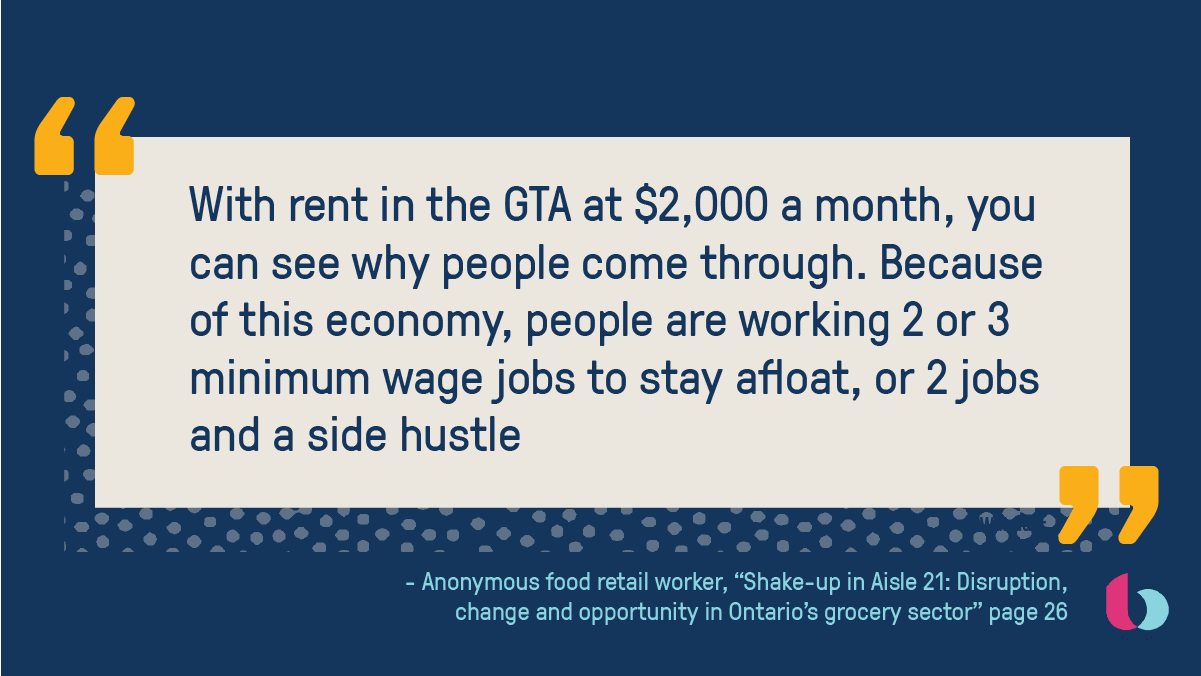 With rent in the GTA at $2,000 a month, you
can see why people come through. Because
of this economy, people are working 2 or 3
minimum wage jobs to stay afloat, or 2 jobs
and a side hustle
- Anonymous food retail worker, “Shake-up in Aisle 21: Disruption,
change and opportunity in Ontario’s grocery sector” page 26